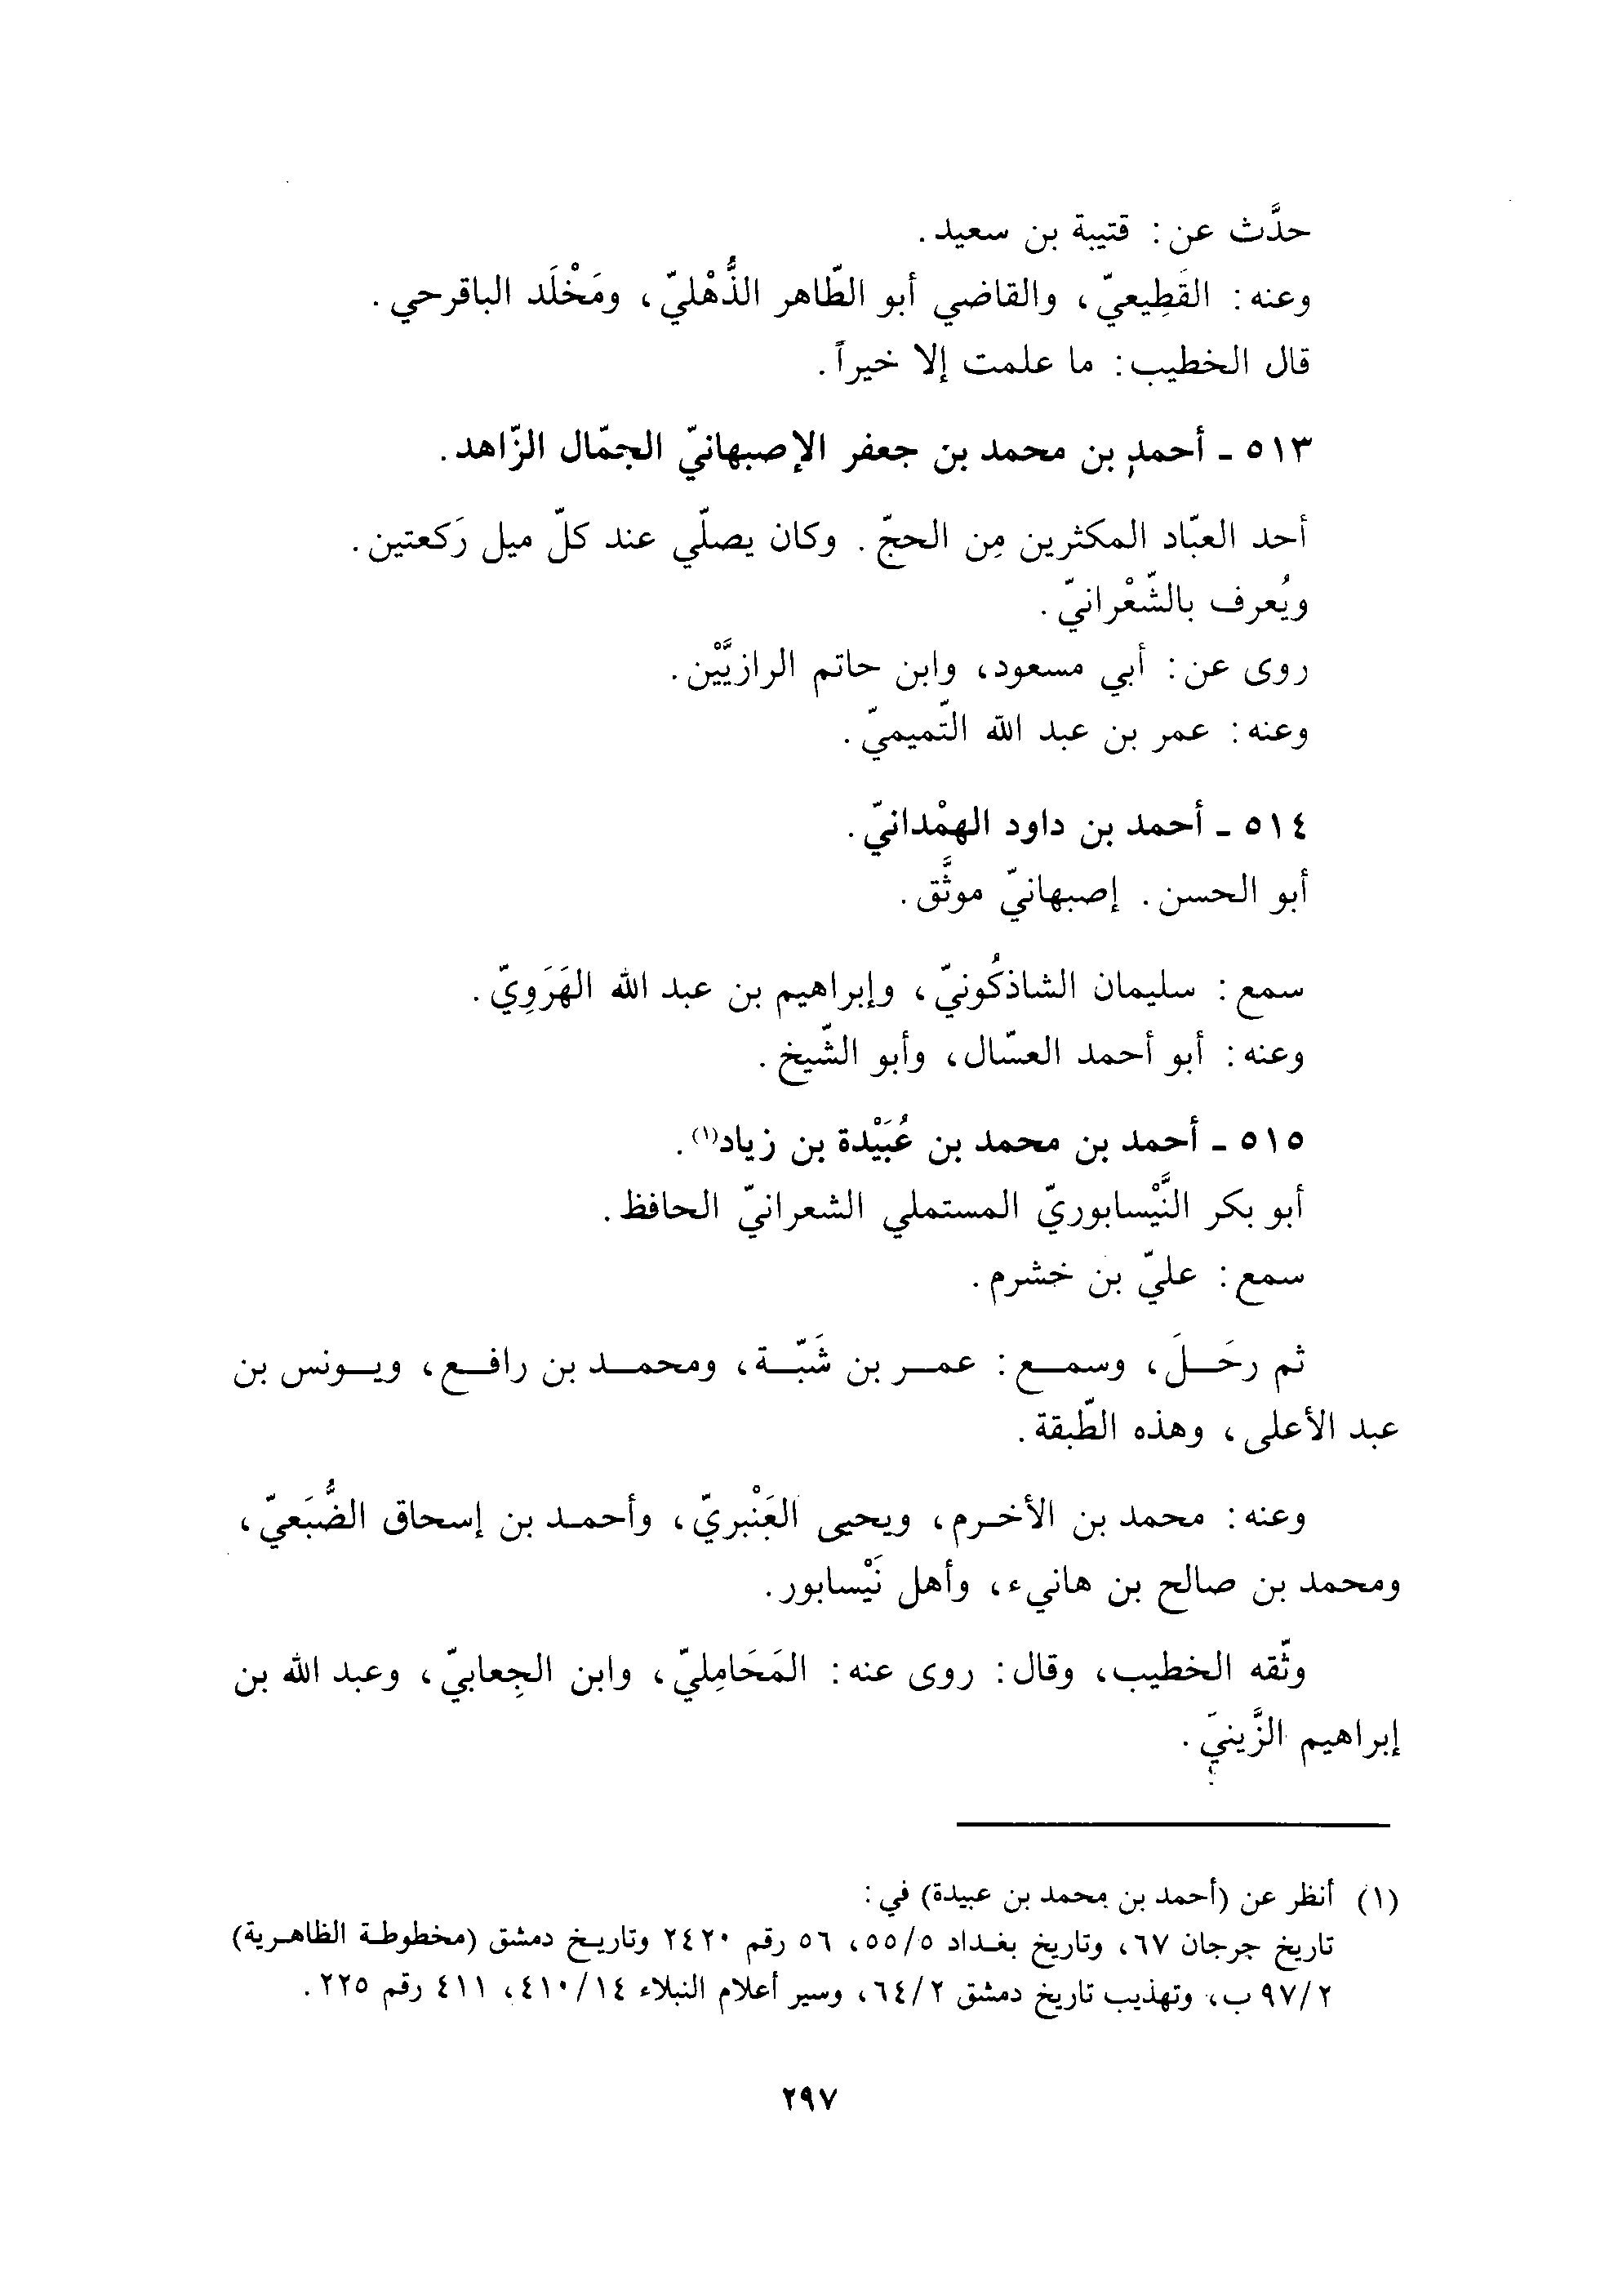 حدَّث عن: قتيبة بن سعيد.
وعنه: القَطِيعيّ، والقاضي أبو الطّاهر الذُّهْليّ، ومَخْلَد الباقرحي.
قال الخطيب: ما علمت إلا خيراً.
٥١٣ ـ أحمد بن محمد بن جعفر الإصبهانيّ الجمّال الزّاهد.
أحد العبّاد المكثرين مِن الحجّ. وكان يصلّي عند كلّ ميل رَكعتين.
ويُعرف بالشّعْرانيّ.
روى عن: أبي مسعود، وابن حاتم الرازيَّيْن.
وعنه: عمر بن عبد الله التّميميّ.
٥١٤ ـ أحمد بن داود الهمْدانيّ.
أبو الحسن. إصبهانيّ موثَّق.
سمع: سليمان الشاذكُونيّ، وإبراهيم بن عبد الله الهَرَوِيّ.
وعنه: أبو أحمد العسّال، وأبو الشّيخ.
٥١٥ ـ أحمد بن محمد بن عُبَيْدة بن زياد(١).
أبو بكر النَّيْسابوريّ المستملي الشعرانيّ الحافظ.
سمع: عليّ بن خشرم.
ثم رحَلَ، وسمع: عمر بن شَبّة، ومحمد بن رافع، ويونس بن
عبد الأعلى، وهذه الطّبقة.
وعنه: محمد بن الأخرم، ويحيى العَنْبريّ، وأحمد بن إسحاق الضُّبَعيّ،
ومحمد بن صالح بن هانيء، وأهل نَيْسابور.
وثّقه الخطيب، وقال: روى عنه: المَحَامِليّ، وابن الجِعابيّ، وعبد الله بن
إبراهيم الزَّينيّ.
(١) أنظر عن (أحمد بن محمد بن عبيدة) في:
تاريخ جرجان ٦٧، وتاريخ بغداد ٥/٥٥، ٥٦ رقم ٢٤٢٠ وتاريخ دمشق (مخطوطة الظاهرية)
٢/٩٧ ب، وتهذيب تاريخ دمشق ٢/٦٤، وسير أعلام النبلاء ١٤/٤١٠، ٤١١ رقم ٢٢٥.
٢٩٧